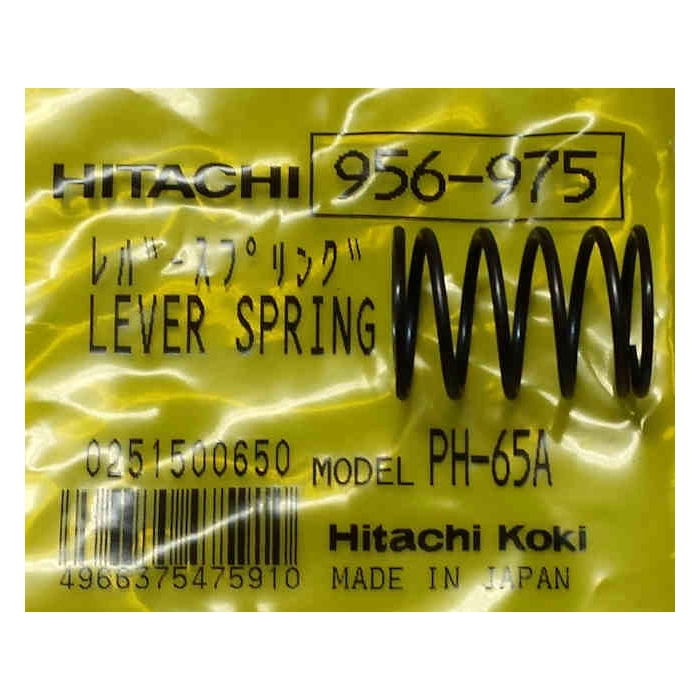 HITACHI 956-975
ﾚﾊﾞｰｽﾌﾟﾘﾝｸﾞ
LEVER SPRING
0251500650 MODEL PH-65A
4966375475910
Hitachi Koki
MADE IN JAPAN